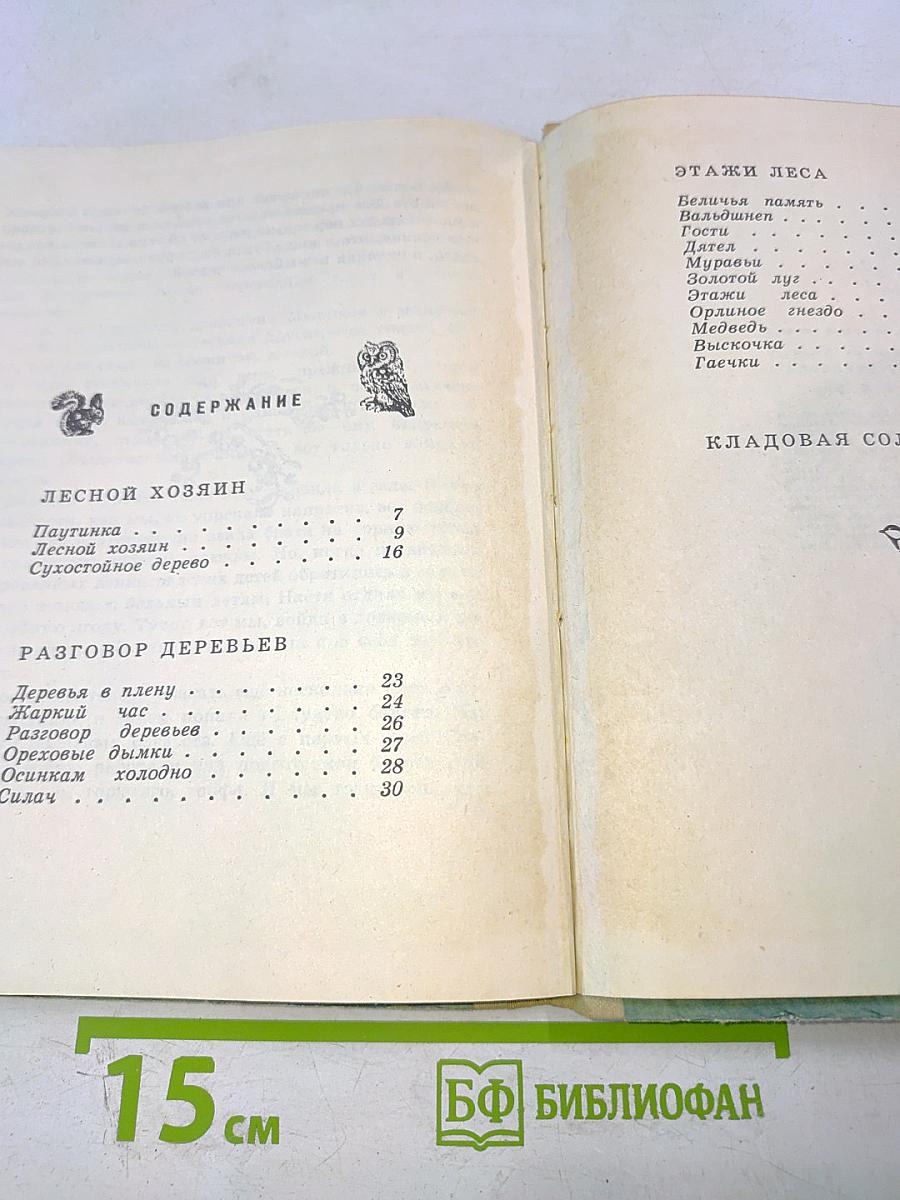 СОДЕРЖАНИЕ
ЛЕСНОЙ ХОЗЯИН
Паутинка . . . . . . . . . . 7
Лесной хозяин . . . . . . . . 9
Сухостойное дерево . . . . . . 16
РАЗГОВОР ДЕРЕВЬЕВ
Деревья в плену . . . . . . . 23
Жаркий час . . . . . . . . 24
Разговор деревьев . . . . . . 26
Ореховые дымки . . . . . . . 27
Осинкам холодно . . . . . . 28
Силач . . . . . . . . . . . 30
ЭТАЖИ ЛЕСА
Беличья память . . .
Вальдшнеп . . . . .
Гости . . . . . .
Дятел . . . . . .
Муравьи . . . . .
Золотой луг . . . .
Этажи леса . . . .
Орлиное гнездо . .
Медведь . . . . .
Выскочка . . . . .
Гаечки . . . . . .
КЛАДОВАЯ
15 см
БФ БИБЛИОФАН